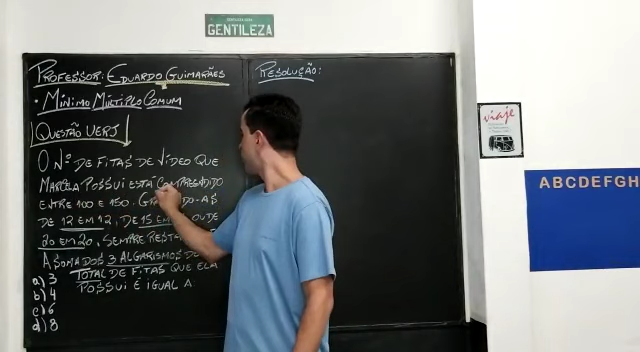 GENTILEZA
PROFESSOR: EDUARDO GUIMARÃES
• MÍNIMO MÚLTIPLO COMUM
QUESTÃO UERJ
O Nº DE FITAS DE VÍDEO QUE
MARCELA POSSUI ESTÁ COMPREENDIDO
ENTRE 100 E 150.
DE 12 EM 12, DE 15 EM OU DE
20 EM 20, SEMPRE
A SOMA DOS 3 ALGARISMOS
TOTAL DE FITAS QUE ELA
POSSUI É IGUAL A
a) 3
b) 4
c) 6
d) 8
RESOLUÇÃO:
viaje
ABCDEFGH